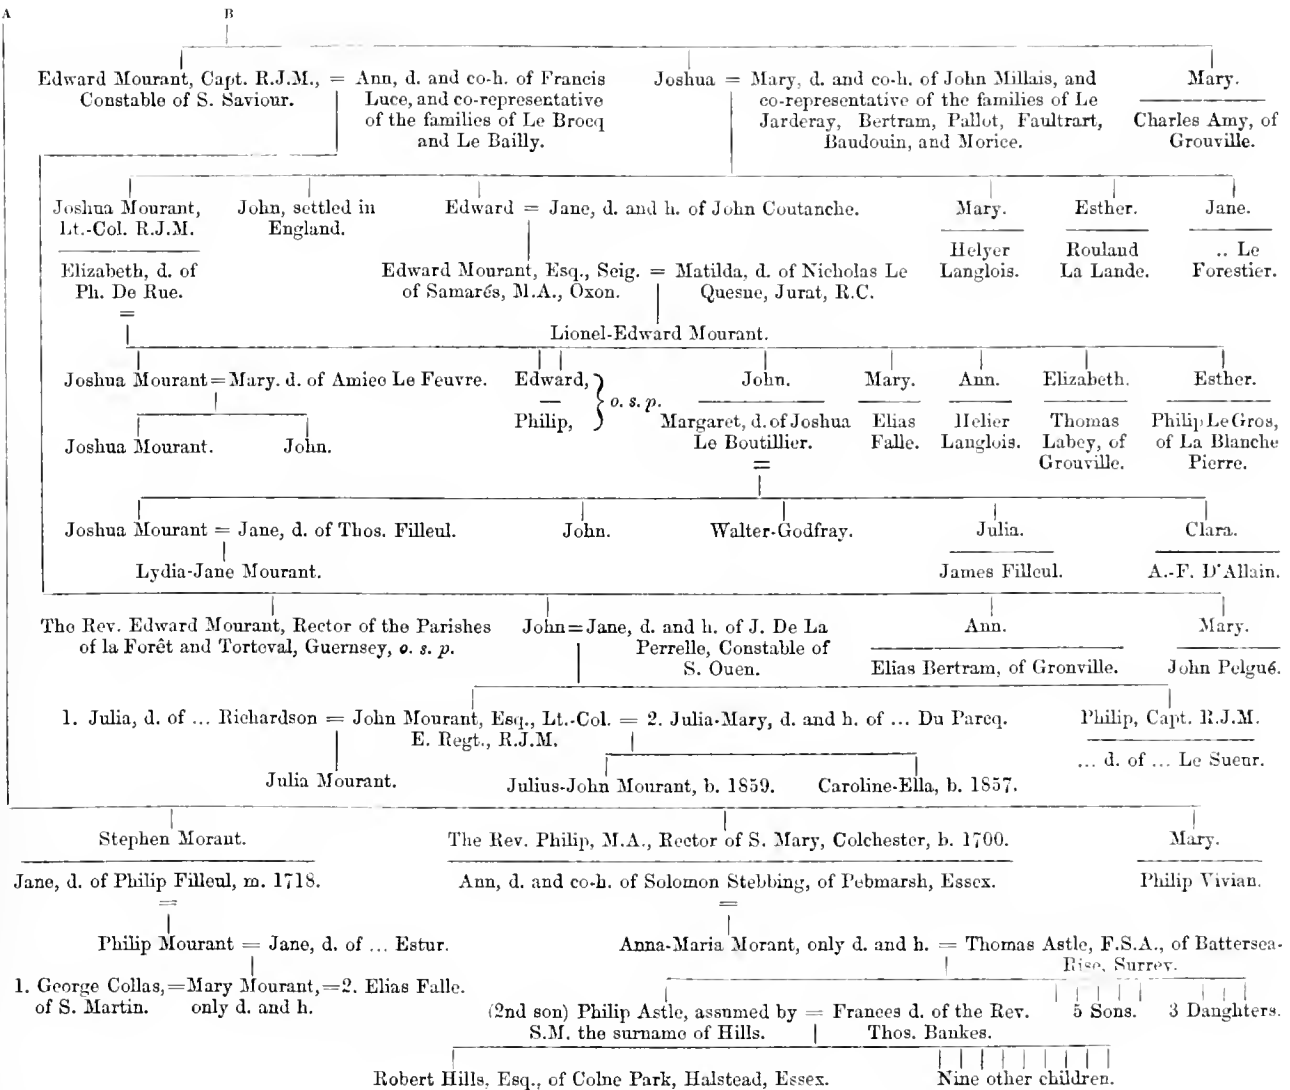 A B
Edward Mourant, Capt. R.J.M., = Ann, d. and co-h. of Francis Joshua = Mary, d. and co-h. of John Millais, and Mary.
Constable of S. Saviour. Luce, and co-representative co-representative of the families of Le
of the families of Le Brocq Jarderay, Bertram, Pallot, Faultrart, Charles Amy, of
and Le Bailly. Baudouin, and Morice. Grouville.
Joshua Mourant, John, settled in Edward = Jane, d. and h. of John Coutanche. Mary. Esther. Jane.
Lt.-Col. R.J.M. England.
Helyer Rouland .. Le
Elizabeth, d. of Edward Mourant, Esq., Seig. = Matilda, d. of Nicholas Le Langlois. La Lande. Forestier.
Ph. De Rue. of Samarés, M.A., Oxon. Quesne, Jurat, R.C.
=
Lionel-Edward Mourant.
Joshua Mourant = Mary. d. of Amice Le Feuvre. Edward, John. Mary. Ann. Elizabeth. Esther.
} o. s. p.
Philip, Margaret, d. of Joshua Elias Helier Thomas Philip Le Gros,
Joshua Mourant. John. Le Boutillier. Falle. Langlois. Labey, of of La Blanche
= Grouville. Pierre.
Joshua Mourant = Jane, d. of Thos. Filleul. John. Walter-Godfray. Julia. Clara.
Lydia-Jane Mourant. James Filleul. A.-F. D'Allain.
The Rev. Edward Mourant, Rector of the Parishes John = Jane, d. and h. of J. De La Ann. Mary.
of la Forêt and Torteval, Guernsey, o. s. p. Perrelle, Constable of
S. Ouen. Elias Bertram, of Gronville. John Pelgué.
1. Julia, d. of ... Richardson = John Mourant, Esq., Lt.-Col. = 2. Julia-Mary, d. and h. of ... Du Parcq. Philip, Capt. R.J.M.
E. Regt., R.J.M.
... d. of ... Le Sueur.
Julia Mourant. Julius-John Mourant, b. 1859. Caroline-Ella, b. 1857.
Stephen Morant. The Rev. Philip, M.A., Rector of S. Mary, Colchester, b. 1700. Mary.
Jane, d. of Philip Filleul, m. 1718. Ann, d. and co-h. of Solomon Stebbing, of Pebmarsh, Essex. Philip Vivian.
= =
Philip Mourant = Jane, d. of ... Estur. Anna-Maria Morant, only d. and h. = Thomas Astle, F.S.A., of Battersea-
Rise, Surrey.
1. George Collas, = Mary Mourant, = 2. Elias Falle.
of S. Martin. only d. and h. (2nd son) Philip Astle, assumed by = Frances d. of the Rev. 5 Sons. 3 Daughters.
S.M. the surname of Hills. Thos. Bankes.
Robert Hills, Esq., of Colne Park, Halstead, Essex. Nine other children.